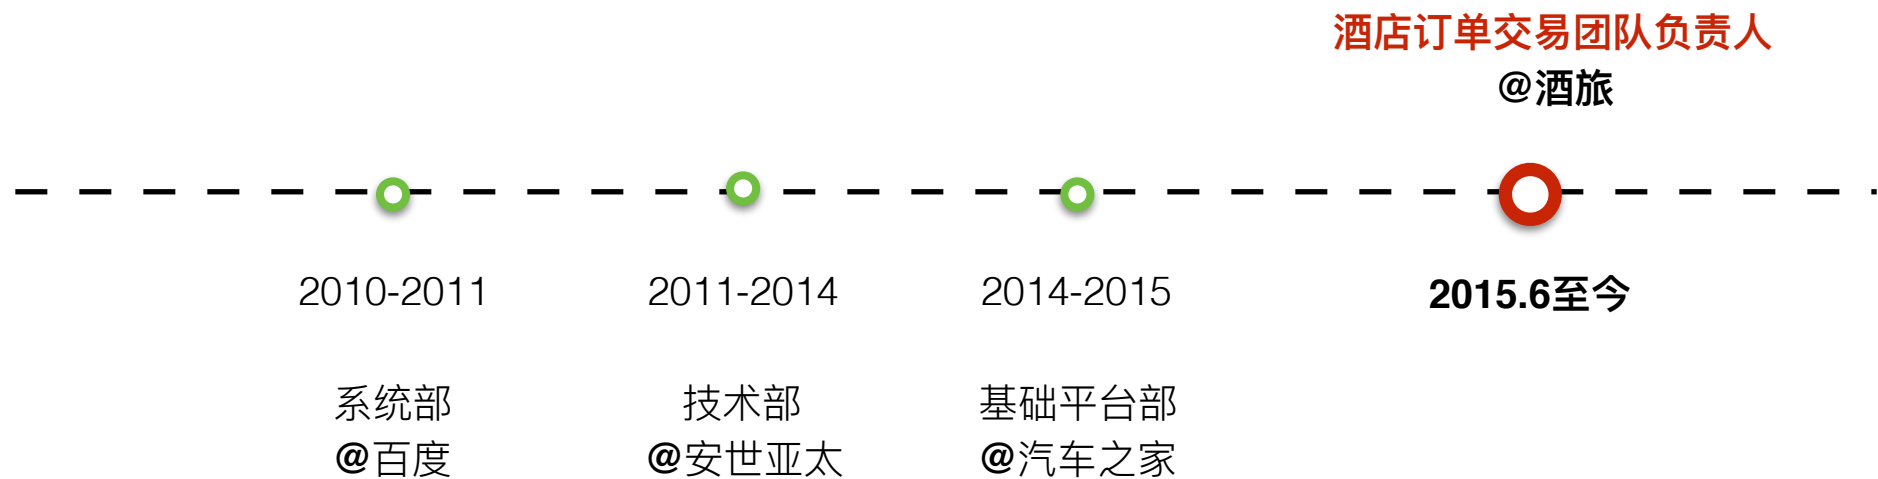 酒店订单交易团队负责人
@酒旅
2010-2011
2011-2014
2014-2015
2015.6至今
系统部
@百度
技术部
@安世亚太
基础平台部
@汽车之家